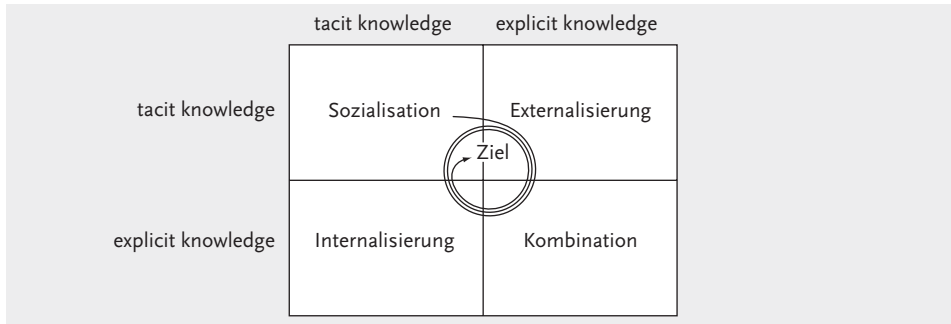 tacit knowledge explicit knowledge
tacit knowledge Sozialisation Externalisierung
Ziel
explicit knowledge Internalisierung Kombination